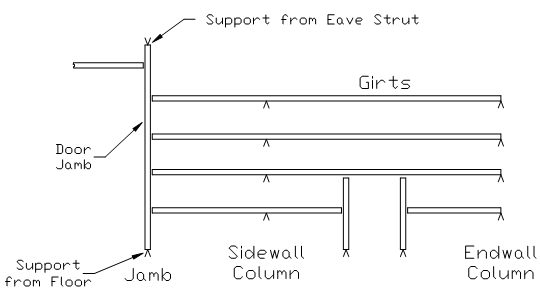 Support from Eave Strut
Girts
Door
Jamb
Support
from Floor
Jamb
Sidewall
Column
Endwall
Column